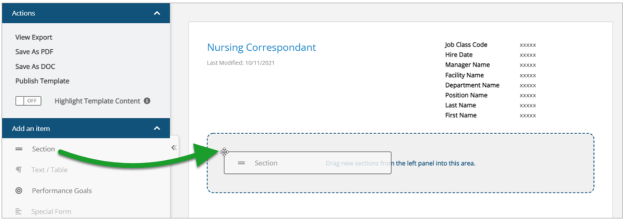 Actions
View Export
Save As PDF
Save As DOC
Publish Template
OFF Highlight Template Content
Add an item
Section
Text / Table
Performance Goals
Special Form
Nursing Correspondant
Last Modified: 10/11/2021
Job Class Code xxxxx
Hire Date xxxxx
Manager Name xxxxx
Facility Name xxxxx
Department Name xxxxx
Position Name xxxxx
Last Name xxxxx
First Name xxxxx
Section Drag new sections from the left panel into this area.